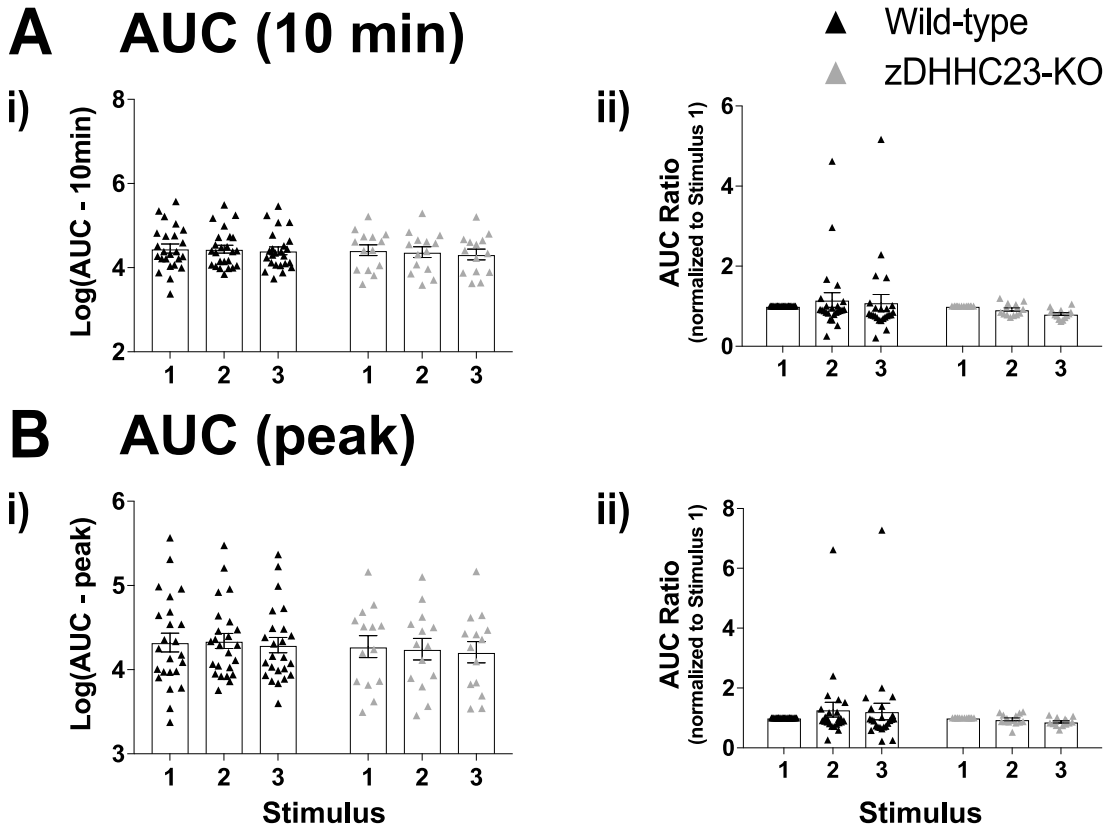 A AUC (10 min)
Wild-type
zDHHC23-KO
i)
Log(AUC - 10min)
8
6
4
2
1 2 3 1 2 3
ii)
AUC Ratio
(normalized to Stimulus 1)
6
4
2
0
1 2 3 1 2 3
B AUC (peak)
i)
Log(AUC - peak)
6
5
4
3
1 2 3 1 2 3
Stimulus
ii)
AUC Ratio
(normalized to Stimulus 1)
8
6
4
2
0
1 2 3 1 2 3
Stimulus